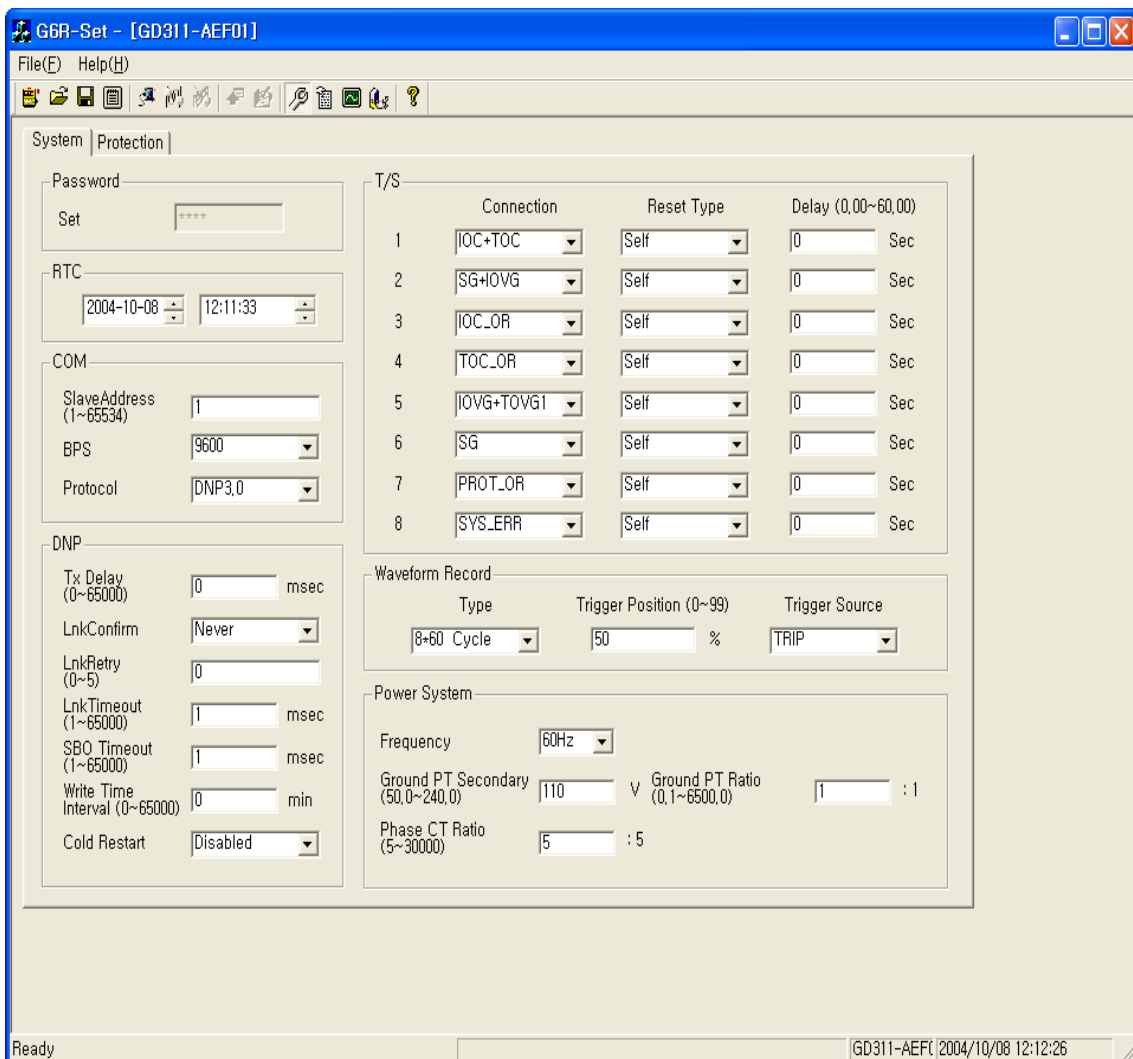 G6R-Set - [GD311-AEF01]
File(F) Help(H)
System Protection
Password
Set ****
RTC
2004-10-08 12:11:33
COM
SlaveAddress
(1~65534) 1
BPS 9600
Protocol DNP3,0
DNP
Tx Delay
(0~65000) 0 msec
LnkConfirm Never
LnkRetry
(0~5) 0
LnkTimeout
(1~65000) 1 msec
SBO Timeout
(1~65000) 1 msec
Write Time
Interval (0~65000) 0 min
Cold Restart Disabled
T/S
Connection Reset Type Delay (0,00~60,00)
1 IOC+TOC Self 0 Sec
2 SG+IOVG Self 0 Sec
3 IOC_OR Self 0 Sec
4 TOC_OR Self 0 Sec
5 IOVG+TOVG1 Self 0 Sec
6 SG Self 0 Sec
7 PROT_OR Self 0 Sec
8 SYS_ERR Self 0 Sec
Waveform Record
Type Trigger Position (0~99) Trigger Source
8*60 Cycle 50 % TRIP
Power System
Frequency 60Hz
Ground PT Secondary
(50,0~240,0) 110 V
Ground PT Ratio
(0,1~6500,0) 1 : 1
Phase CT Ratio
(5~30000) 5 : 5
Ready GD311-AEF( 2004/10/08 12:12:26